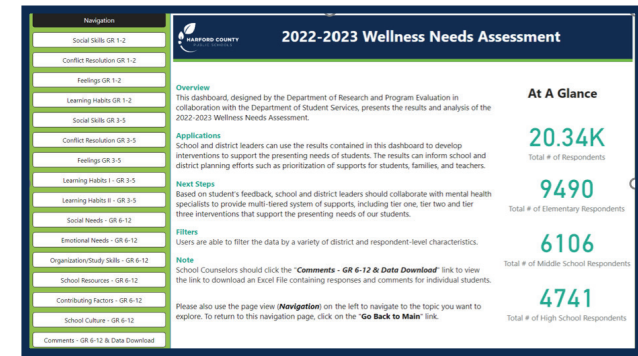 Navigation
Social Skills GR 1-2
Conflict Resolution GR 1-2
Feelings GR 1-2
Learning Habits GR 1-2
Social Skills GR 3-5
Conflict Resolution GR 3-5
Feelings GR 3-5
Learning Habits I - GR 3-5
Learning Habits II - GR 3-5
Social Needs - GR 6-12
Emotional Needs - GR 6-12
Organization/Study Skills - GR 6-12
School Resources - GR 6-12
Contributing Factors - GR 6-12
School Culture - GR 6-12
Comments - GR 6-12 & Data Download
HARFORD COUNTY
PUBLIC SCHOOLS
2022-2023 Wellness Needs Assessment
Overview
This dashboard, designed by the Department of Research and Program Evaluation in
collaboration with the Department of Student Services, presents the results and analysis of the
2022-2023 Wellness Needs Assessment.
Applications
School and district leaders can use the results contained in this dashboard to develop
interventions to support the presenting needs of students. The results can inform school and
district planning efforts such as prioritization of supports for students, families, and teachers.
Next Steps
Based on student's feedback, school and district leaders should collaborate with mental health
specialists to provide multi-tiered system of supports, including tier one, tier two and tier
three interventions that support the presenting needs of our students.
Filters
Users are able to filter the data by a variety of district and respondent-level characteristics.
Note
School Counselors should click the "Comments - GR 6-12 & Data Download" link to view
the link to download an Excel File containing responses and comments for individual students.
Please also use the page view (Navigation) on the left to navigate to the topic you want to
explore. To return to this navigation page, click on the "Go Back to Main" link.
At A Glance
20.34K
Total # of Respondents
9490
Total # of Elementary Respondents
6106
Total # of Middle School Respondents
4741
Total # of High School Respondents